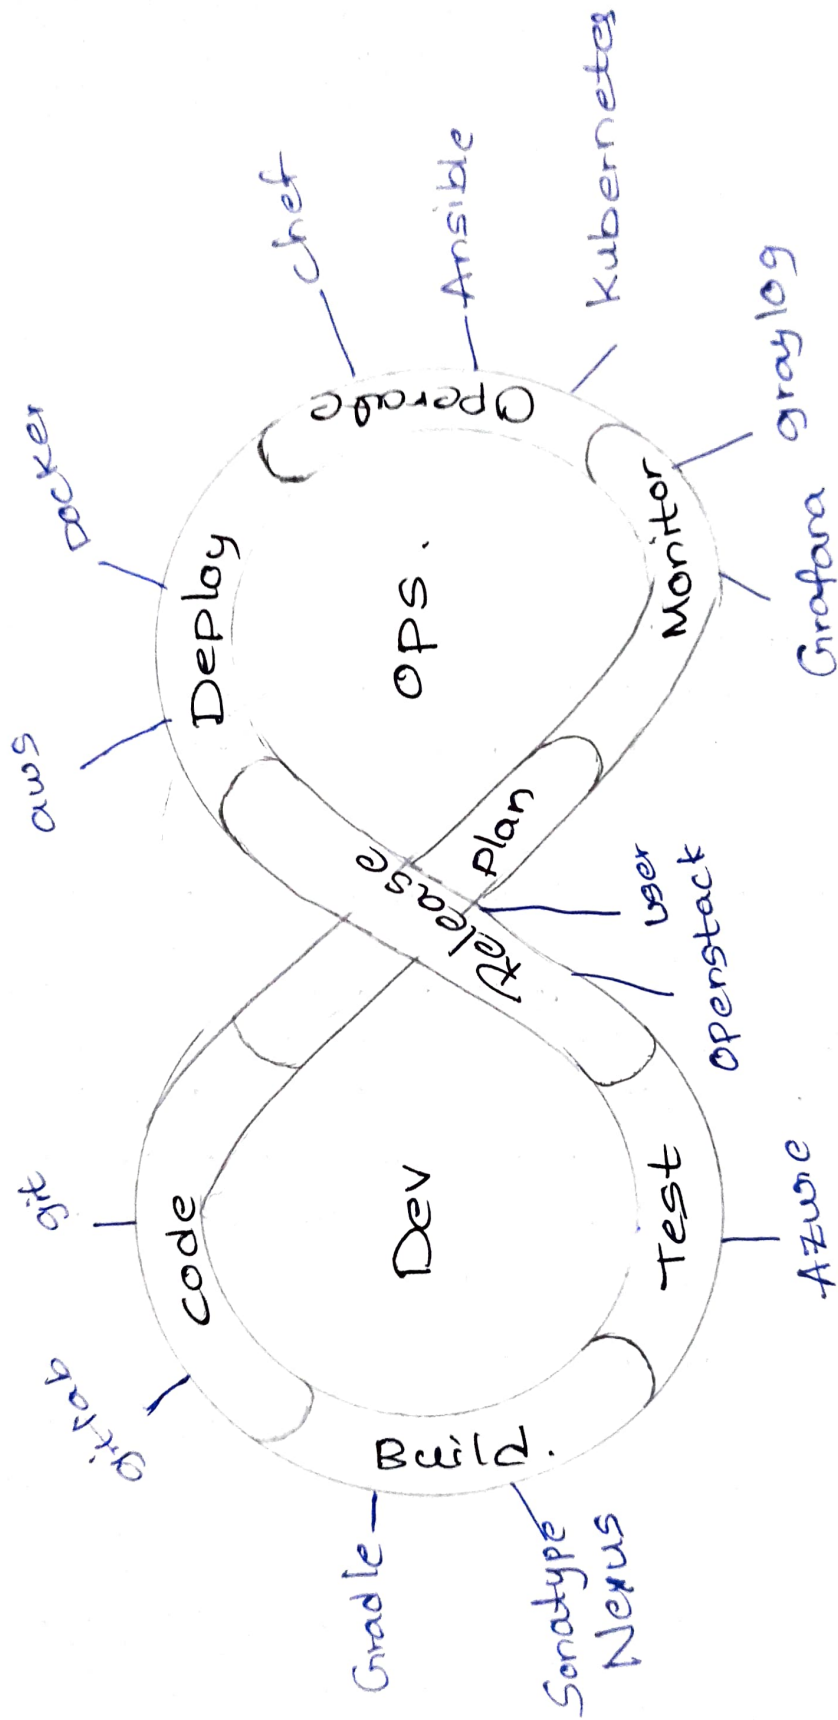 git
gitlab
code
Dev
Build.
Gradle
Sonatype
Nexus
Test
Azure
Release
user
openstack
Plan
aws
Docker
Deploy
ops.
Operate
chef
Ansible
Kubernetes
Monitor
graylog
Grafana